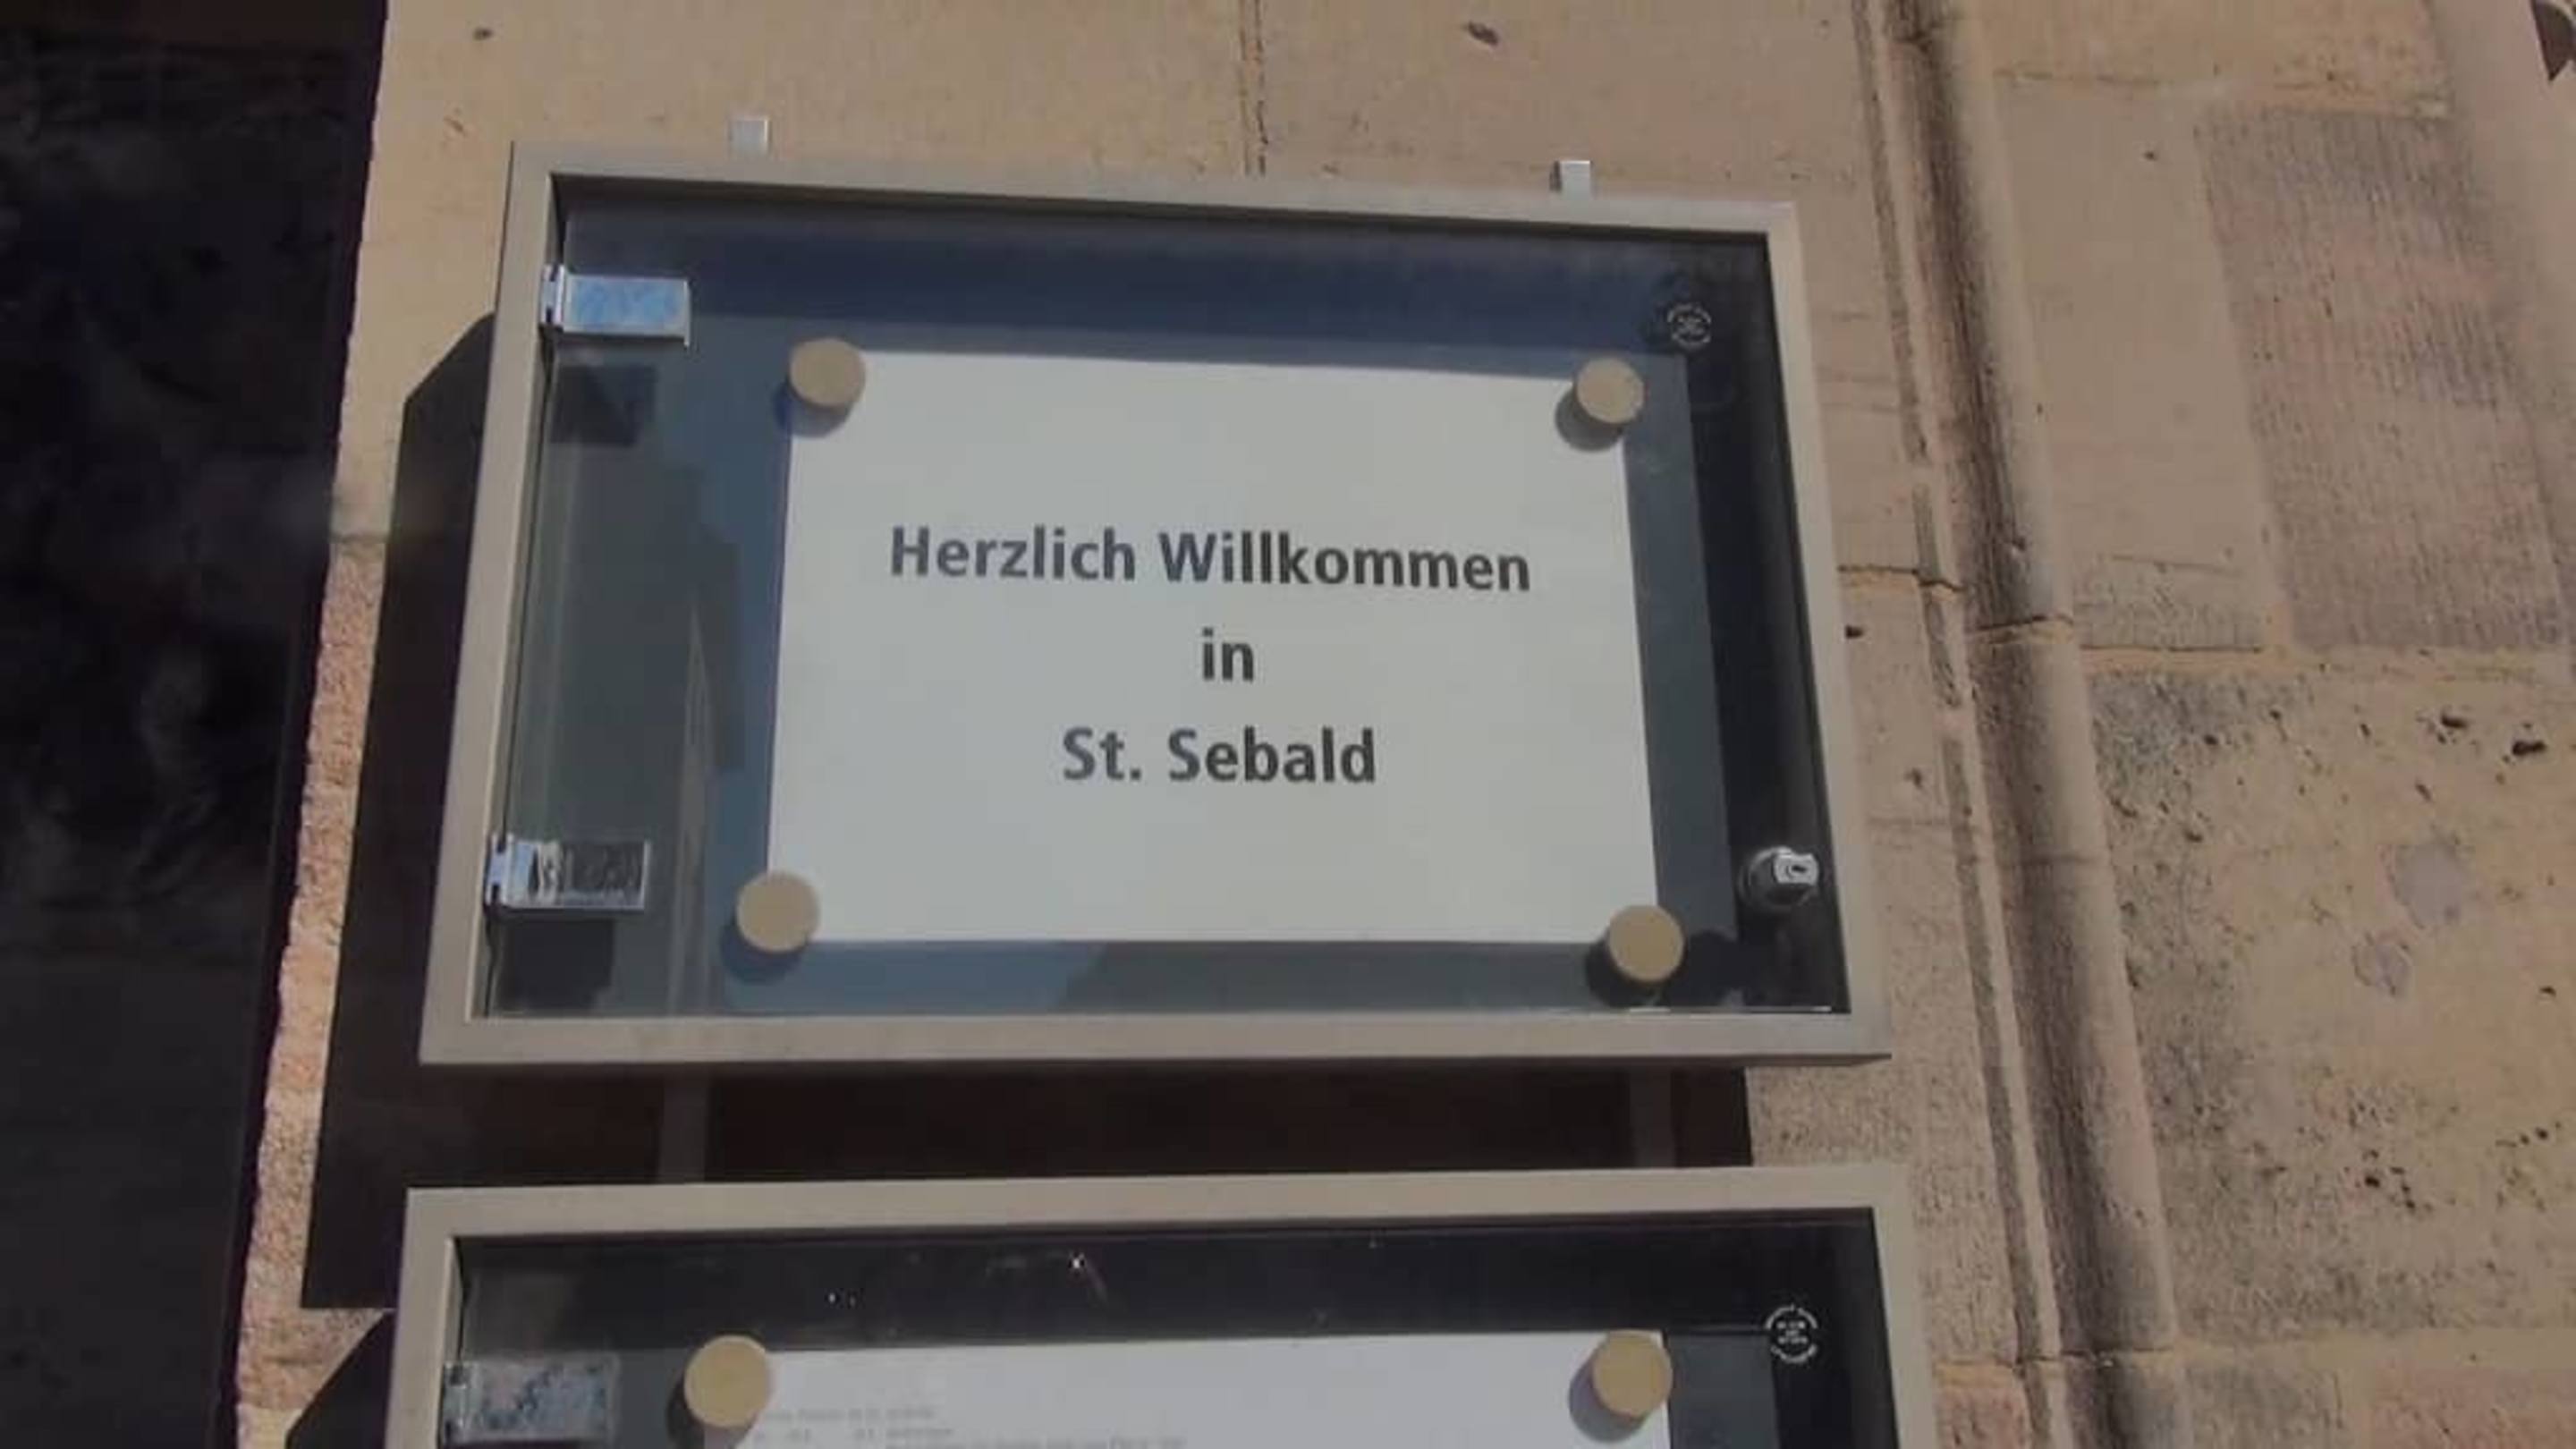 Herzlich Willkommen
in
St. Sebald